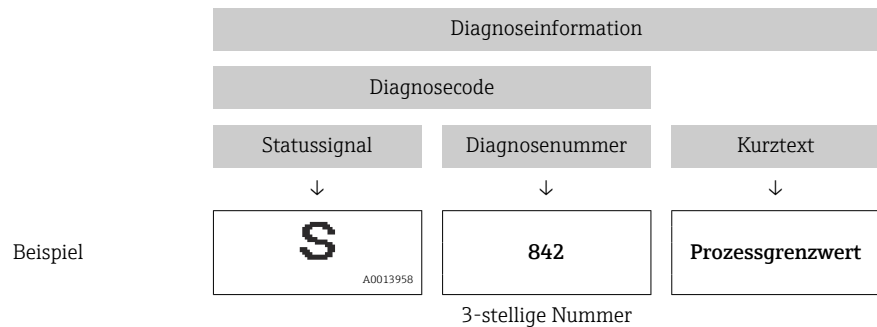 Diagnoseinformation
Diagnosecode
Statussignal Diagnosenummer Kurztext
↓ ↓ ↓
Beispiel S 842 Prozessgrenzwert
A0013958
3-stellige Nummer